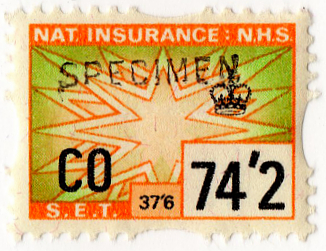 NAT INSURANCE : N.H.S.
SPECIMEN
CO
74'2
37'6
S.E.T.